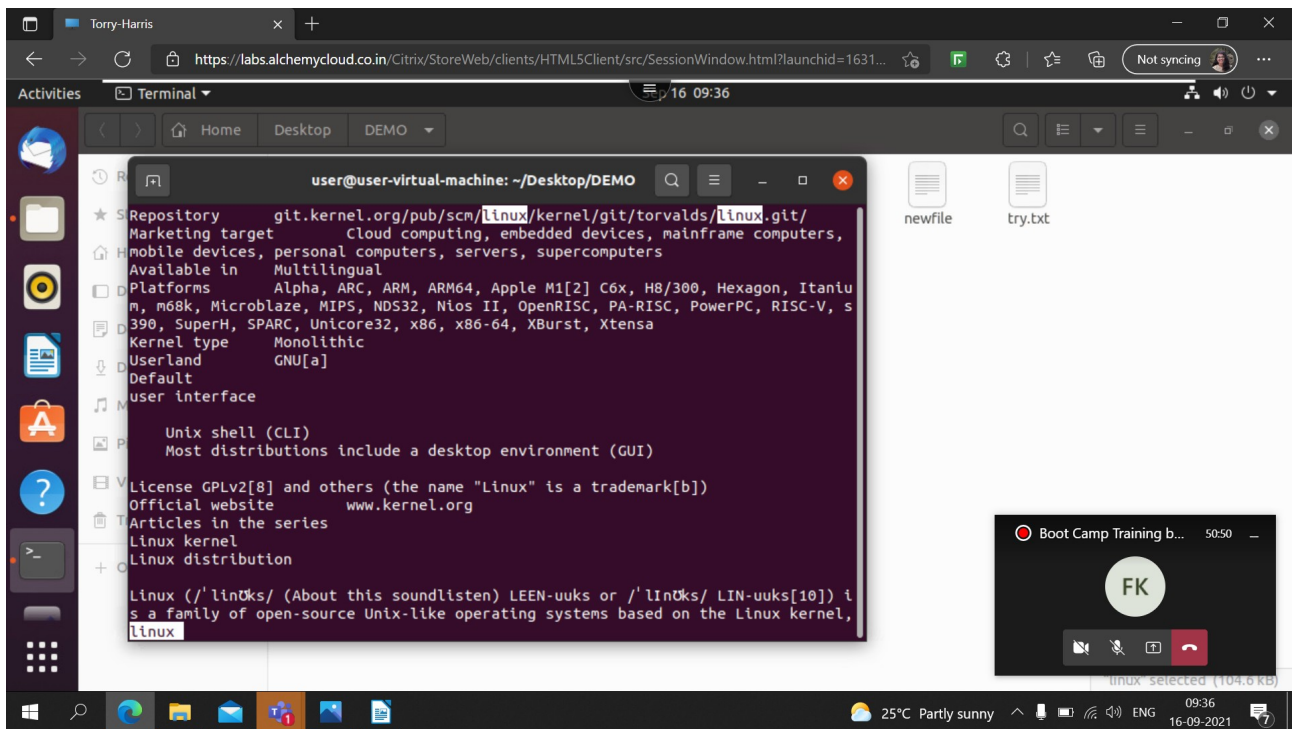 Torry-Harris
https://labs.alchemycloud.co.in/Citrix/StoreWeb/clients/HTML5Client/src/SessionWindow.html?launchid=1631...
Not syncing
Activities Terminal Sep 16 09:36
Home Desktop DEMO
user@user-virtual-machine: ~/Desktop/DEMO
newfile try.txt
Repository git.kernel.org/pub/scm/linux/kernel/git/torvalds/linux.git/
Marketing target Cloud computing, embedded devices, mainframe computers,
mobile devices, personal computers, servers, supercomputers
Available in Multilingual
Platforms Alpha, ARC, ARM, ARM64, Apple M1[2] C6x, H8/300, Hexagon, Itaniu
m, m68k, Microblaze, MIPS, NDS32, Nios II, OpenRISC, PA-RISC, PowerPC, RISC-V, s
390, SuperH, SPARC, Unicore32, x86, x86-64, XBurst, Xtensa
Kernel type Monolithic
Userland GNU[a]
Default
user interface
Unix shell (CLI)
Most distributions include a desktop environment (GUI)
License GPLv2[8] and others (the name "Linux" is a trademark[b])
Official website www.kernel.org
Articles in the series
Linux kernel
Linux distribution
Linux (/ˈlinʊks/ (About this soundlisten) LEEN-uuks or /ˈlɪnʊks/ LIN-uuks[10]) i
s a family of open-source Unix-like operating systems based on the Linux kernel,
linux
Boot Camp Training b... 50:50
FK
"linux" selected (104.6 kB)
25°C Partly sunny ENG 09:36
16-09-2021
7